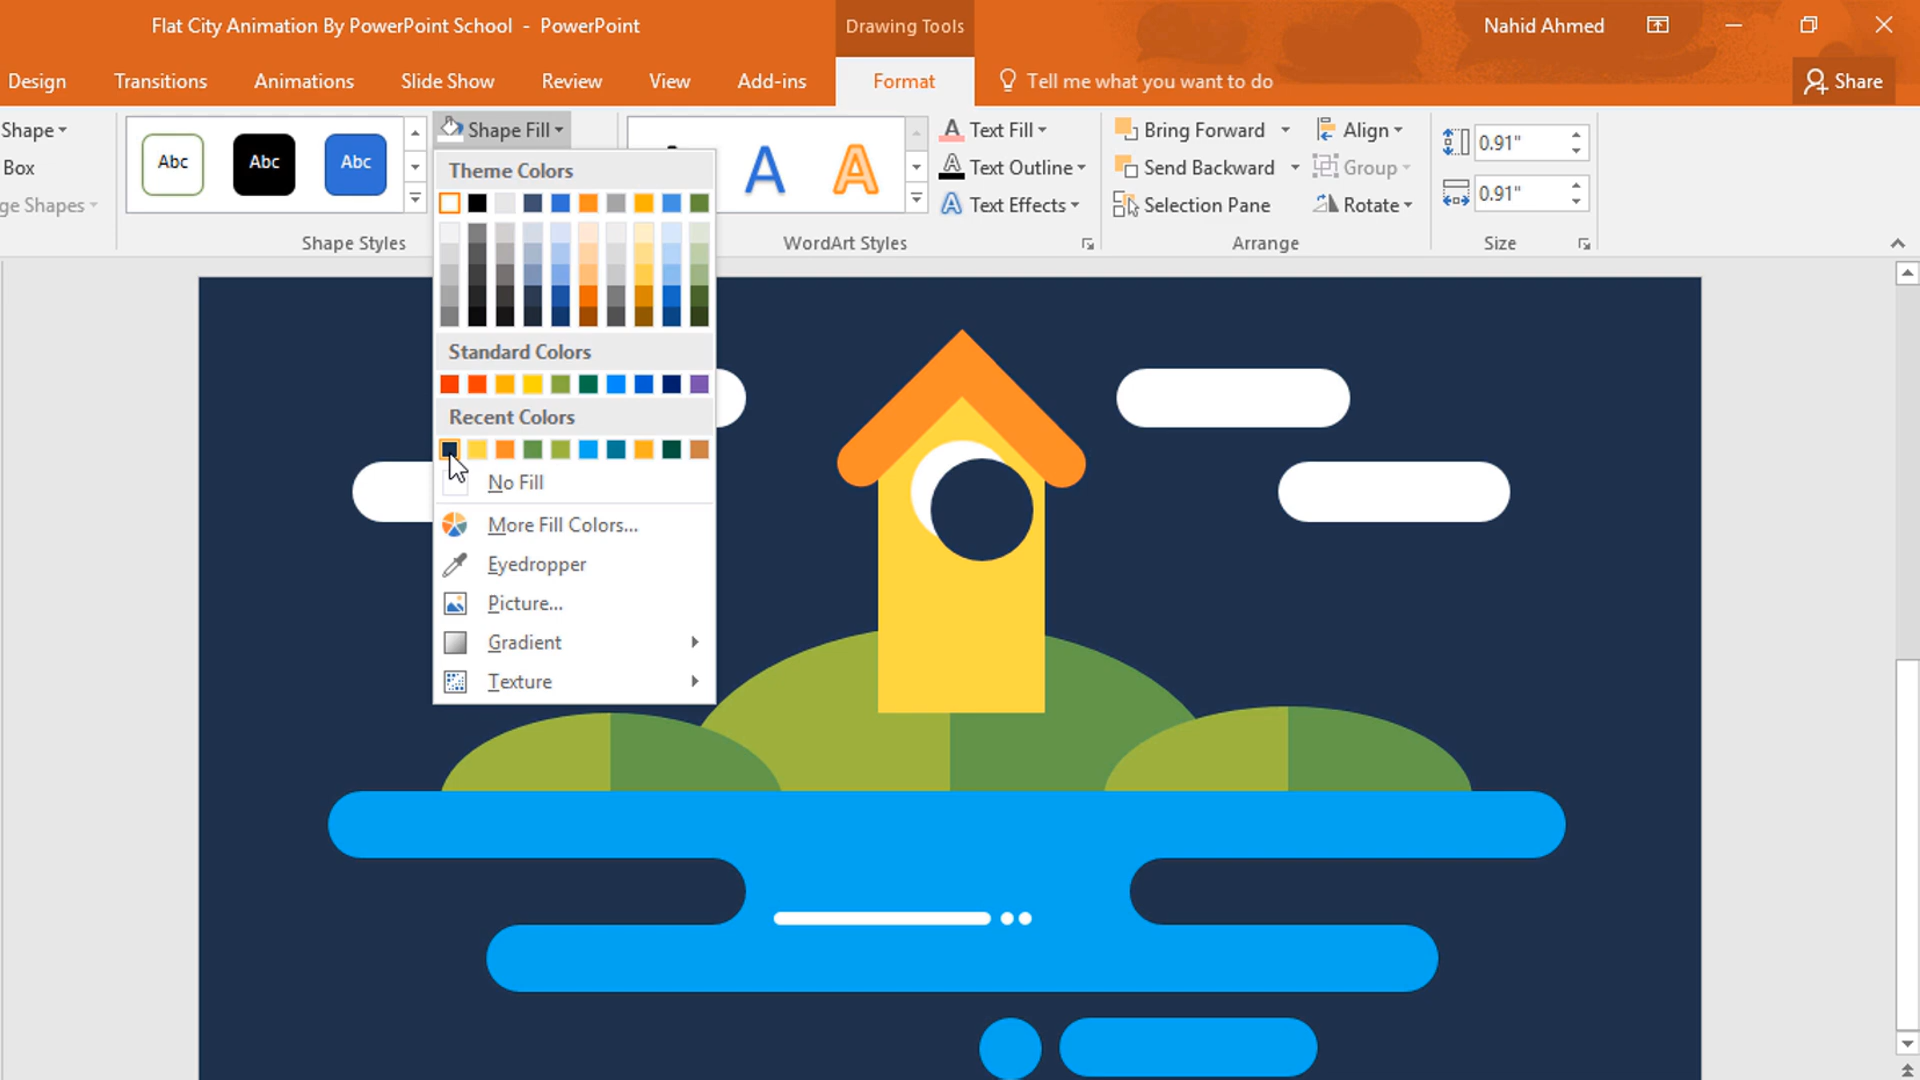 Flat City Animation By PowerPoint School - PowerPoint
Drawing Tools
Nahid Ahmed
Design
Transitions
Animations
Slide Show
Review
View
Add-ins
Format
Tell me what you want to do
Share
Shape
Box
ge Shapes
Abc
Abc
Abc
Shape Styles
Shape Fill
Theme Colors
Standard Colors
Recent Colors
No Fill
More Fill Colors...
Eyedropper
Picture...
Gradient
Texture
A
A
WordArt Styles
Text Fill
Text Outline
Text Effects
Bring Forward
Send Backward
Selection Pane
Align
Group
Rotate
Arrange
0.91"
0.91"
Size